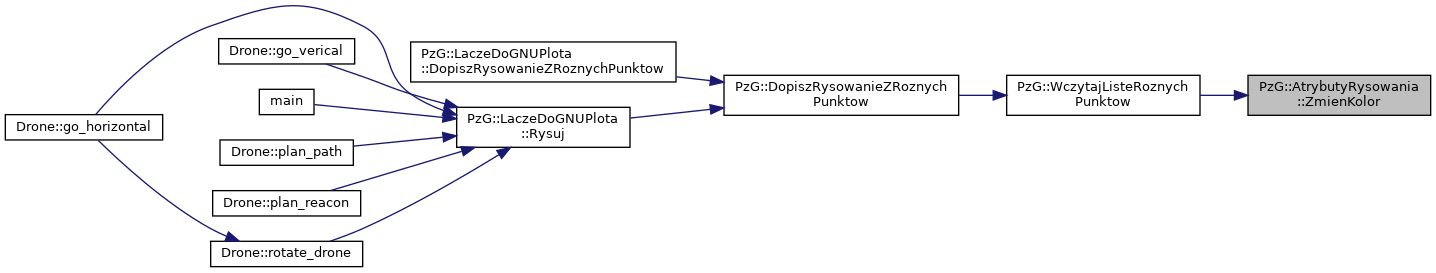 Drone::go_horizontal
Drone::go_verical
main
Drone::plan_path
Drone::plan_reacon
Drone::rotate_drone
PzG::LaczeDoGNUPlota
::DopiszRysowanieZRoznychPunktow
PzG::LaczeDoGNUPlota
::Rysuj
PzG::DopiszRysowanieZRoznych
Punktow
PzG::WczytajListeRoznych
Punktow
PzG::AtrybutyRysowania
::ZmienKolor